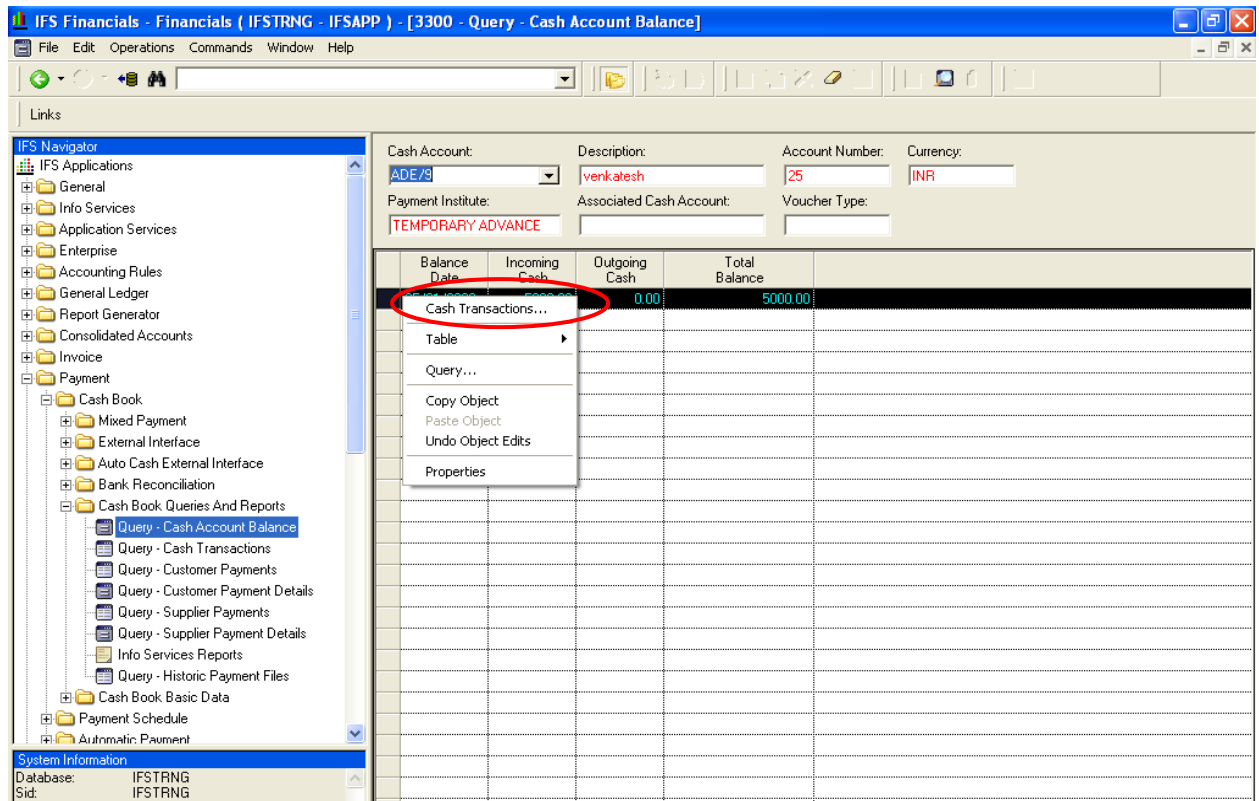 IFS Financials - Financials ( IFSTRNG - IFSAPP ) - [3300 - Query - Cash Account Balance]
File Edit Operations Commands Window Help
Links
IFS Navigator
IFS Applications
General
Info Services
Application Services
Enterprise
Accounting Rules
General Ledger
Report Generator
Consolidated Accounts
Invoice
Payment
Cash Book
Mixed Payment
External Interface
Auto Cash External Interface
Bank Reconciliation
Cash Book Queries And Reports
Query - Cash Account Balance
Query - Cash Transactions
Query - Customer Payments
Query - Customer Payment Details
Query - Supplier Payments
Query - Supplier Payment Details
Info Services Reports
Query - Historic Payment Files
Cash Book Basic Data
Payment Schedule
Automatic Payment
System Information
Database: IFSTRNG
Sid: IFSTRNG
Cash Account: Description: Account Number: Currency:
ADE/9 venkatesh 25 INR
Payment Institute: Associated Cash Account: Voucher Type:
TEMPORARY ADVANCE
Balance Date Incoming Cash Outgoing Cash Total Balance
0.00 5000.00
Cash Transactions...
Table
Query...
Copy Object
Paste Object
Undo Object Edits
Properties